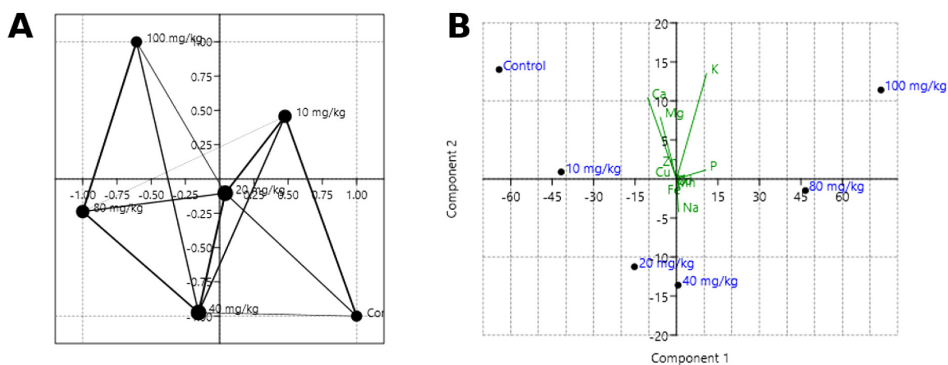 A
100 mg/kg
1.00
0.75
0.50
10 mg/kg
0.25
-1.00 -0.75 -0.50 -0.25 0.25 0.50 0.75 1.00
20 mg/kg
80 mg/kg
-0.25
-0.50
-0.75
40 mg/kg
-1.00
Cor
B
20
15
10
5
-5
-10
-15
-20
-60 -45 -30 -15 15 30 45 60
Component 2
Component 1
Control
K
Ca
Mg
100 mg/kg
10 mg/kg
Zn
Cu
P
Mn
Fe
80 mg/kg
Na
20 mg/kg
40 mg/kg